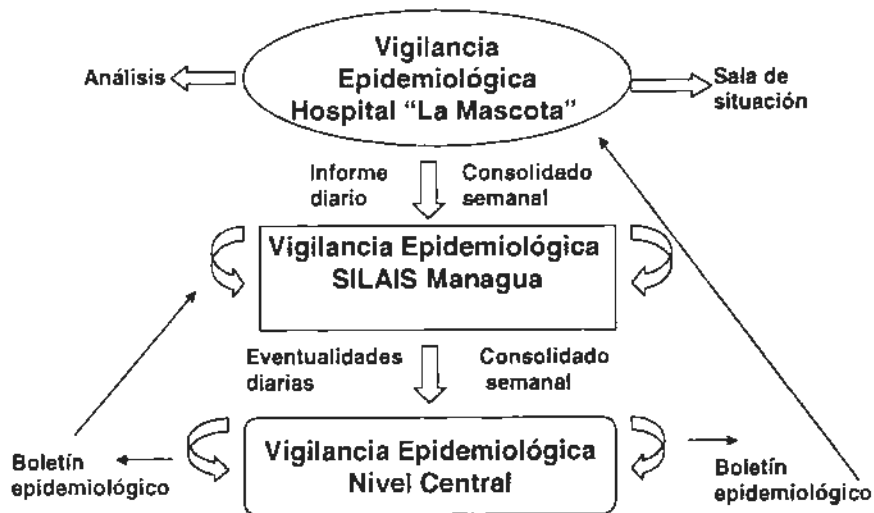 Vigilancia
Epidemiológica
Hospital “La Mascota”
Análisis
Sala de
situación
Informe
diario
Consolidado
semanal
Vigilancia Epidemiológica
SILAIS Managua
Eventualidades
diarias
Consolidado
semanal
Vigilancia Epidemiológica
Nivel Central
Boletín
epidemiológico
Boletín
epidemiológico